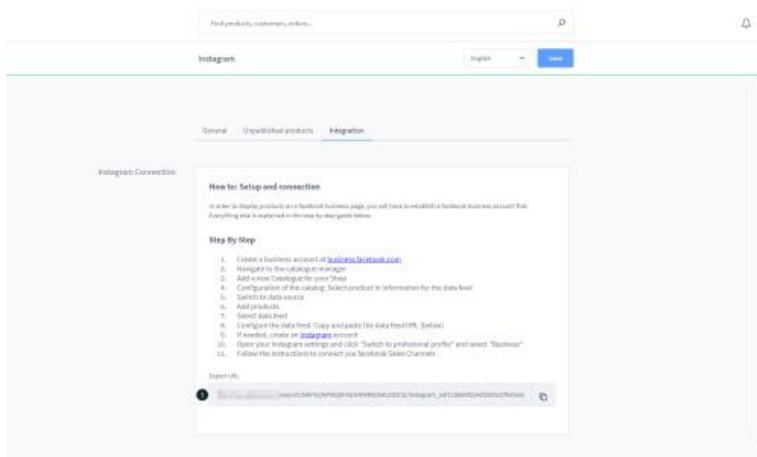 Find products, customers, orders...
Instagram
English
Save
General Unpublished products Integration
Instagram Connection
How to: Setup and connection
In order to display products on a facebook business page, you will have to establish a facebook business account first.
Everything else is explained in the step by step guide below.
Step By Step
1. Create a business account at business.facebook.com
2. Navigate to the catalogue manager
3. Add a new Catalogue for your Shop
4. Configuration of the catalog: Select product in information for the data feed
5. Switch to data source
6. Add products
7. Select data feed
8. Configure the data feed. Copy and paste the data feed URL (below)
9. If needed, create an Instagram account
10. Open your Instagram settings and click "Switch to professional profile" and select "Business"
11. Follow the instructions to connect you facebook Sales Channels
Export URL
1